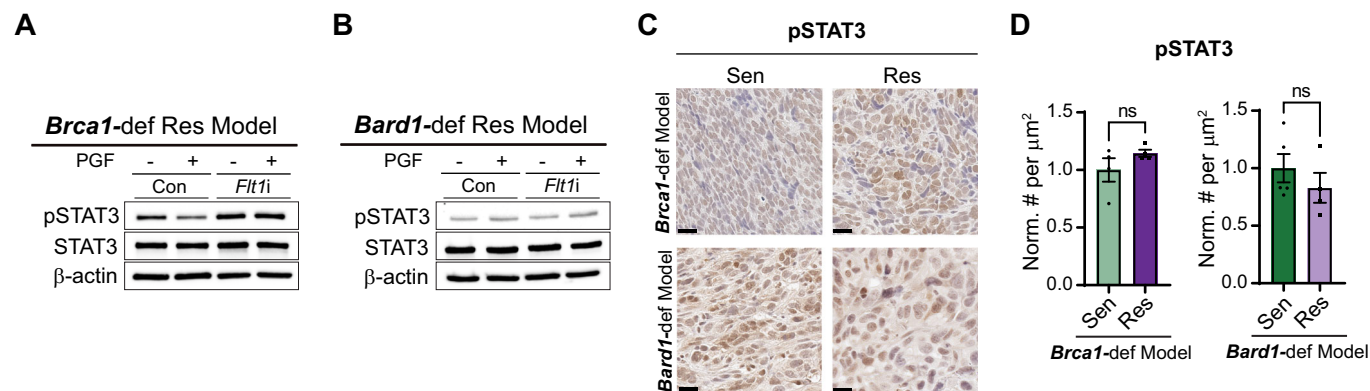 A
Brca1-def Res Model
PGF - + - +
Con Flt1i
pSTAT3
STAT3
β-actin
B
Bard1-def Res Model
PGF - + - +
Con Flt1i
pSTAT3
STAT3
β-actin
C
pSTAT3
Sen Res
Brca1-def Model
Bard1-def Model
D
pSTAT3
Norm. # per μm²
1.5
1.0
0.5
0.0
ns
Sen Res
Brca1-def Model
Norm. # per μm²
1.5
1.0
0.5
0.0
ns
Sen Res
Bard1-def Model